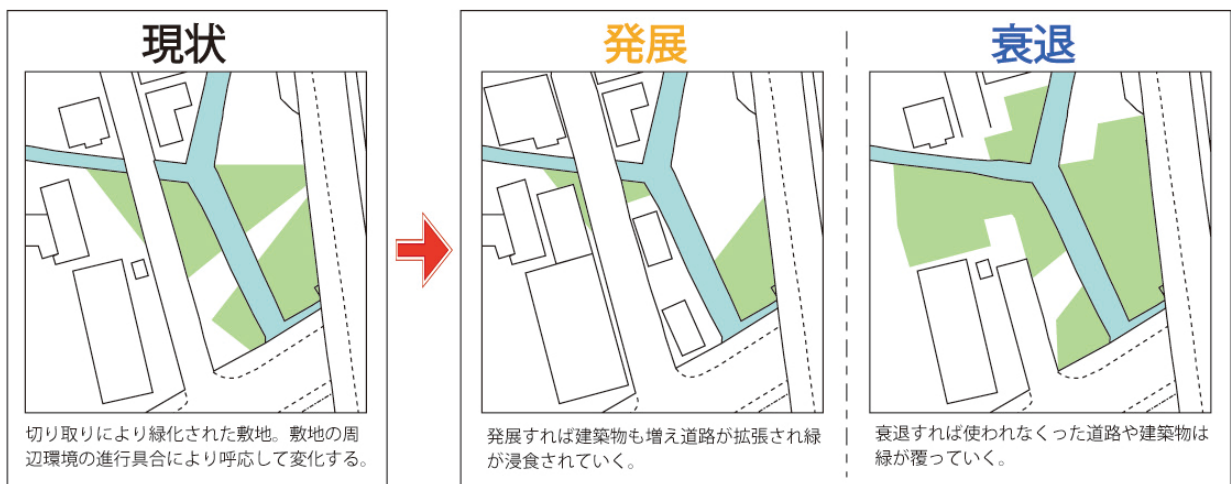 現状
切り取りにより緑化された敷地。敷地の周
辺環境の進行具合により呼応して変化する。
発展
発展すれば建築物も増え道路が拡張され緑
が浸食されていく。
衰退
衰退すれば使われなくった道路や建築物は
緑が覆っていく。